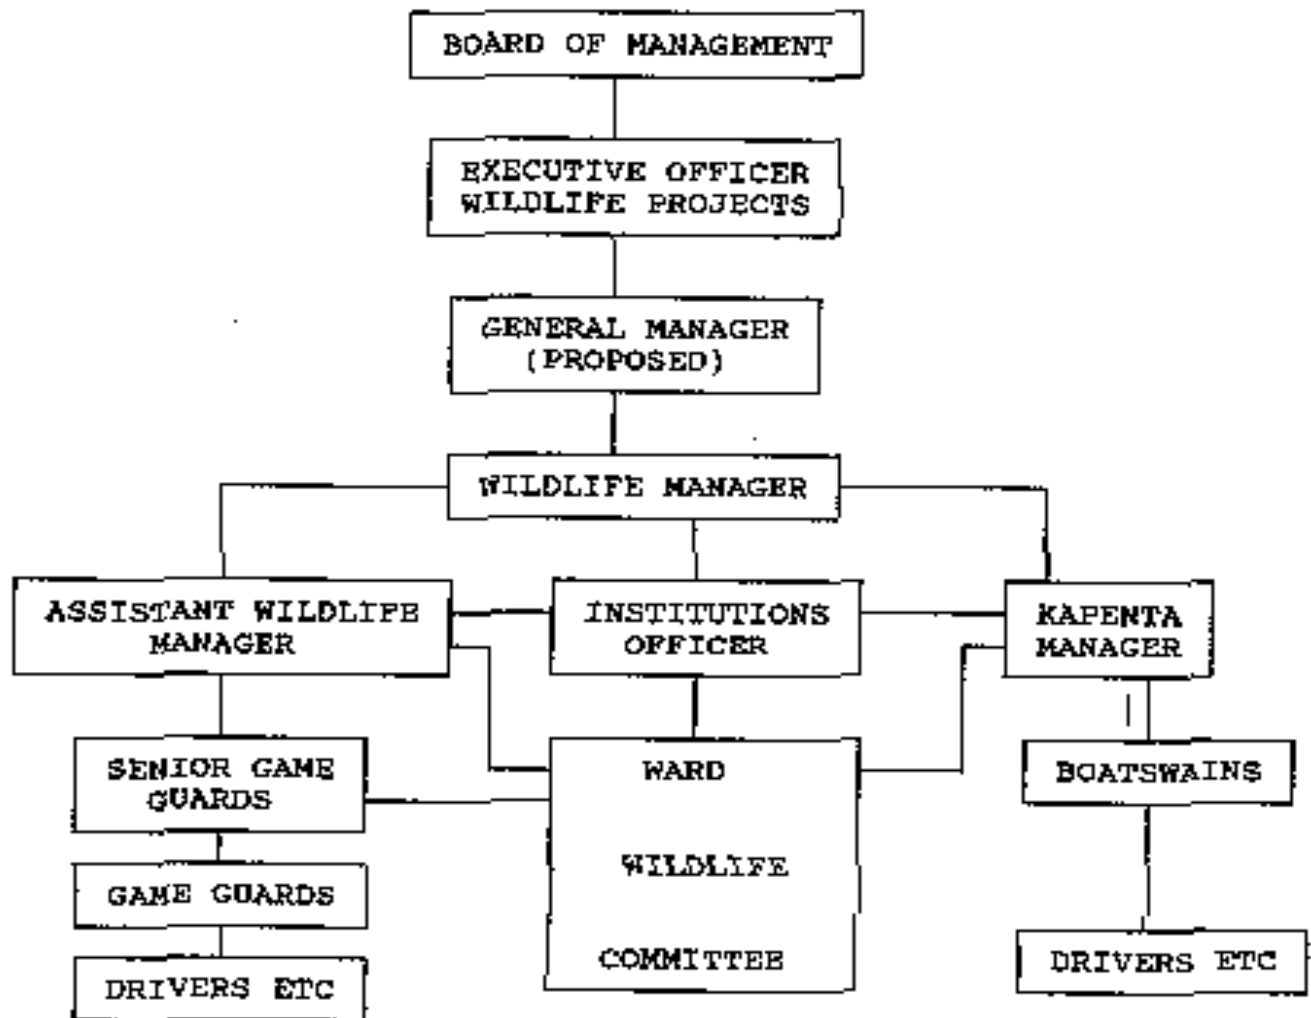 BOARD OF MANAGEMENT
EXECUTIVE OFFICER
WILDLIFE PROJECTS
GENERAL MANAGER
(PROPOSED)
WILDLIFE MANAGER
ASSISTANT WILDLIFE
MANAGER
INSTITUTIONS
OFFICER
KAPENTA
MANAGER
SENIOR GAME
GUARDS
WARD
WILDLIFE
COMMITTEE
BOATSWAINS
GAME GUARDS
DRIVERS ETC
DRIVERS ETC